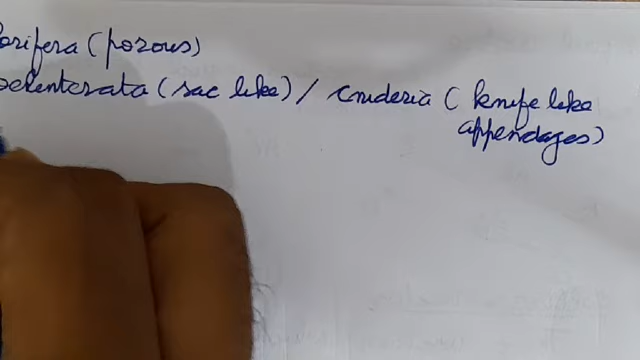 orifera (porous)
oelenterata (sac like) / cnideria ( knife like
appendages)